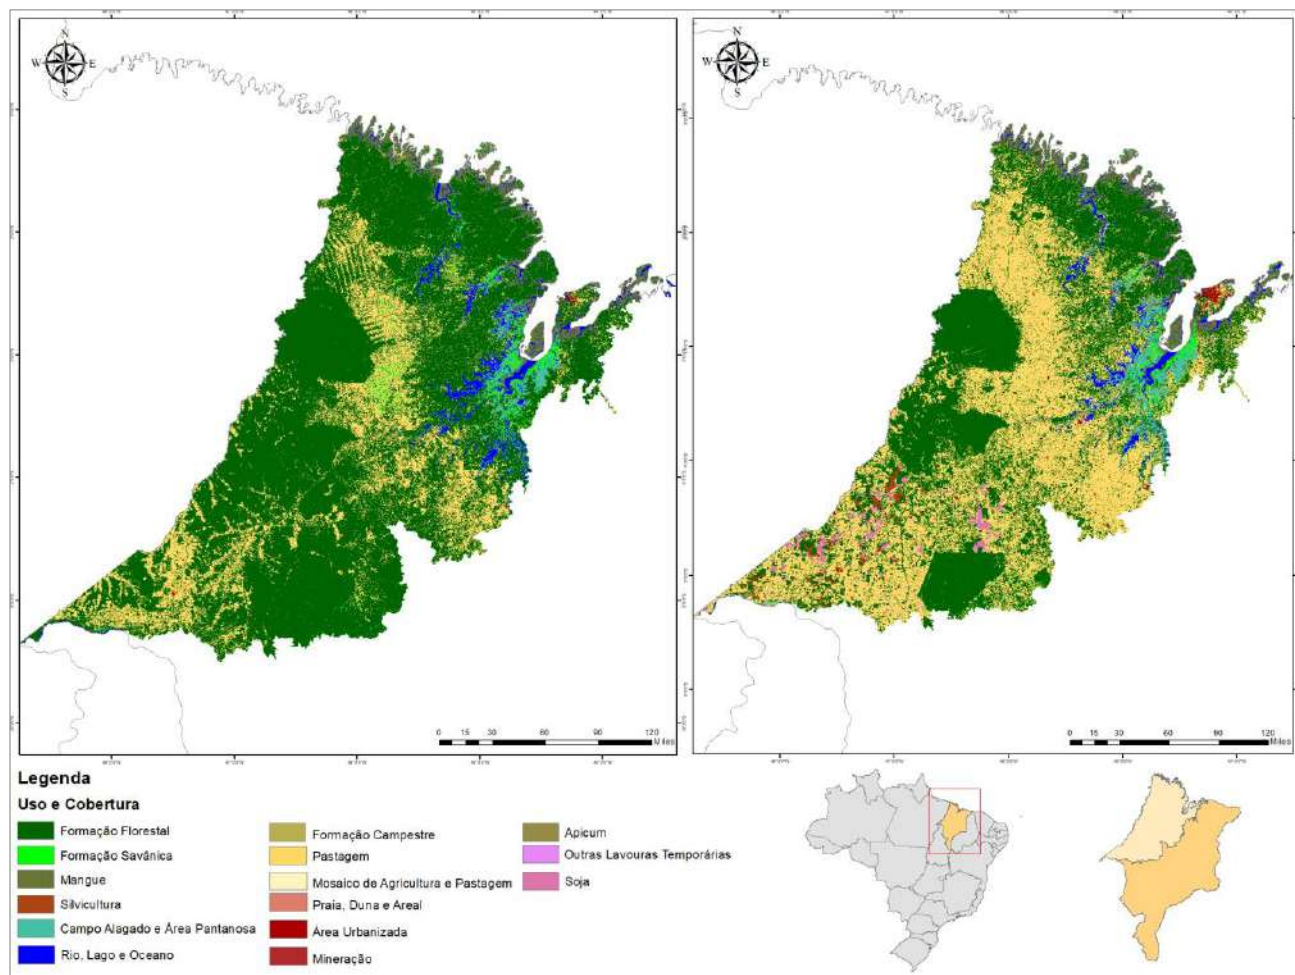 N
W E
S
N
W E
S
0 15 30 60 90 120
Miles
0 15 30 60 90 120
Miles
Legenda
Uso e Cobertura
Formação Florestal
Formação Savânica
Mangue
Silvicultura
Campo Alagado e Área Pantanosa
Rio, Lago e Oceano
Formação Campestre
Pastagem
Mosaico de Agricultura e Pastagem
Praia, Duna e Areal
Área Urbanizada
Mineração
Apicum
Outras Lavouras Temporárias
Soja